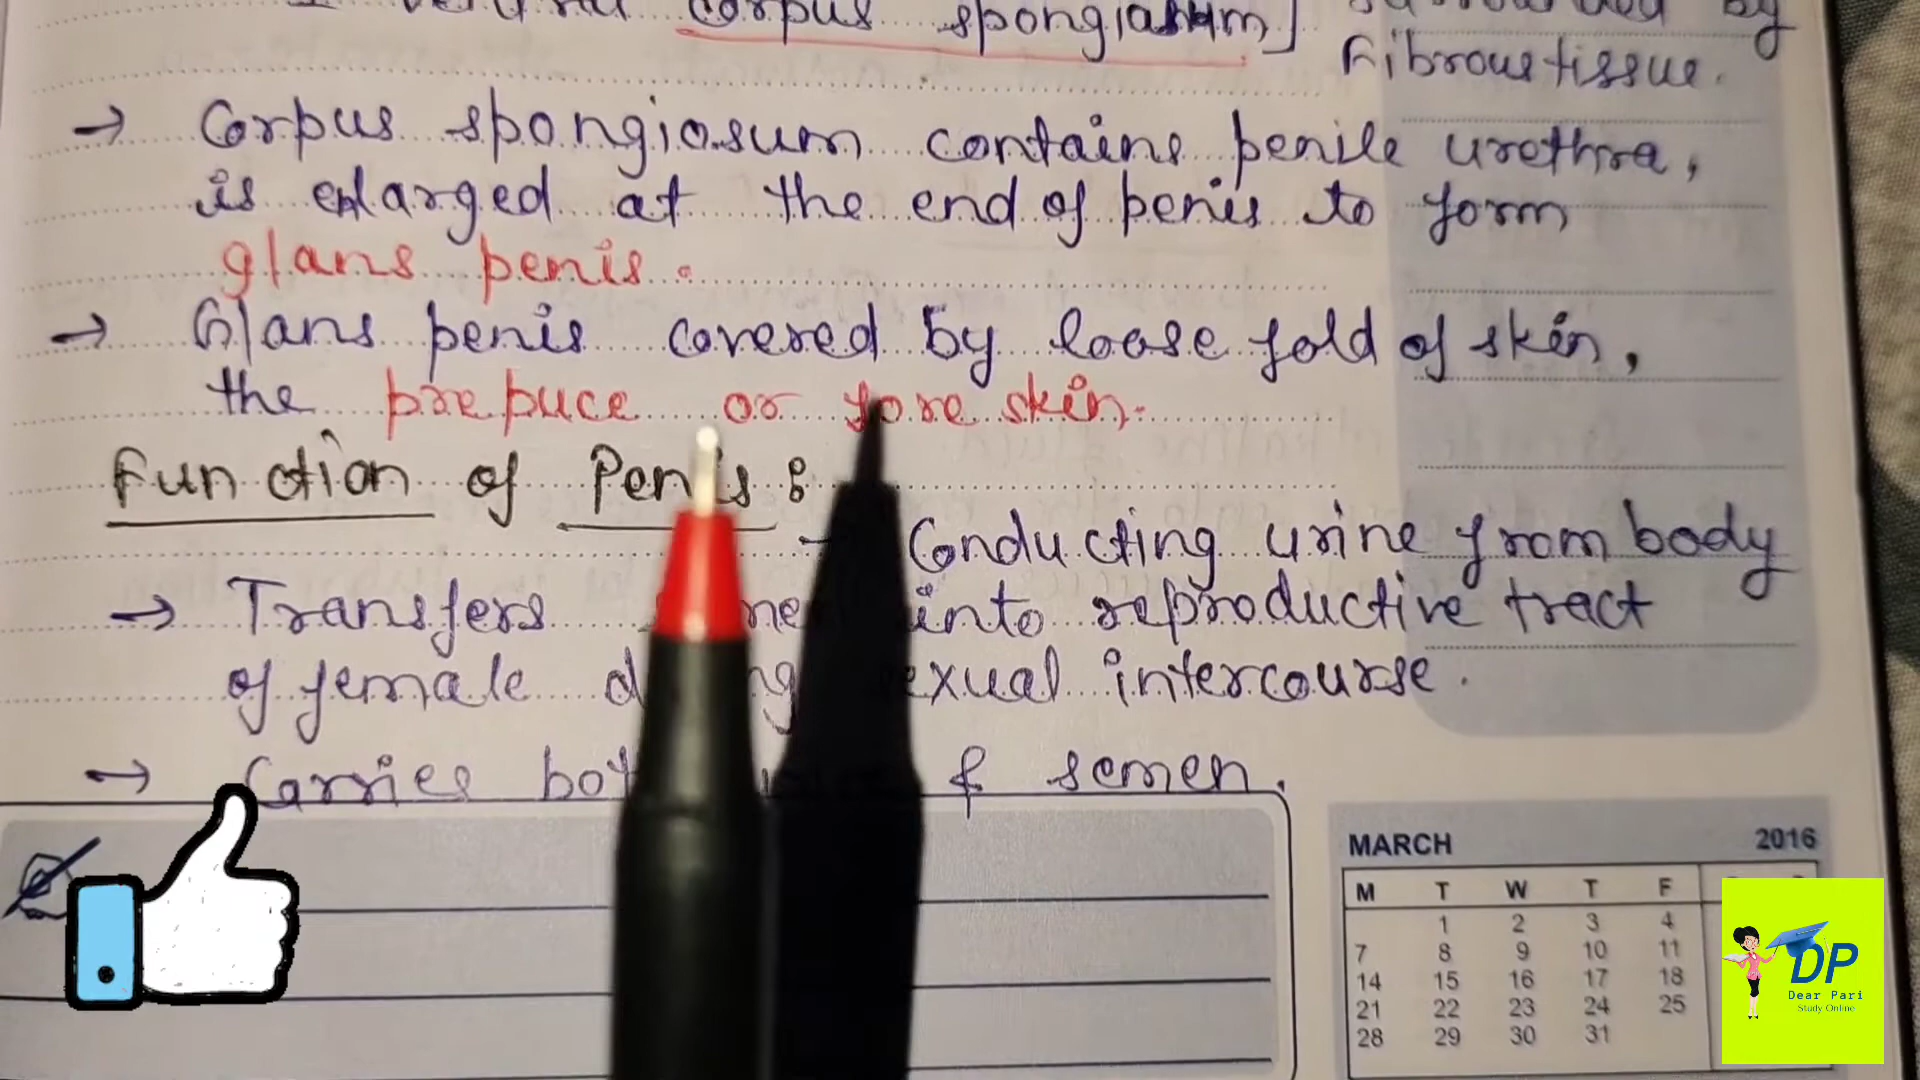 corpus spongiosum] surrounded by
Fibrous tissue.
→ Corpus spongiosum contains penile urethra,
is enlarged at the end of penis to form
glans penis.
→ Glans penis covered by loose fold of skin,
the prepuce or fore skin.
Function of Penis:
→ Conducting urine from body
→ Transfers into reproductive tract
of female sexual intercourse.
→ Carries & semen.
MARCH 2016
M T W T F
1 2 3 4
7 8 9 10 11
14 15 16 17 18
21 22 23 24 25
28 29 30 31
DP
Dear Pari
Study Online